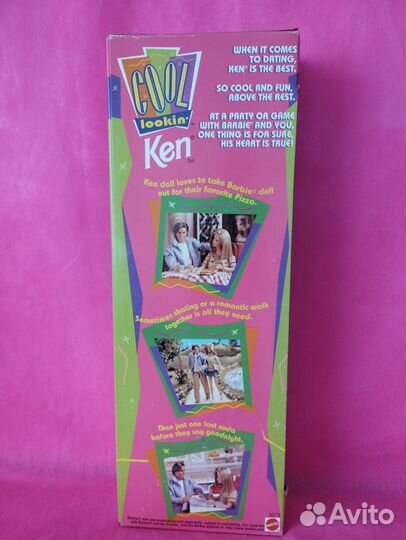 COOL
lookin'
Ken
WHEN IT COMES
TO DATING,
KEN® IS THE BEST.
SO COOL AND FUN,
ABOVE THE REST.
AT A PARTY OR GAME
WITH BARBIE® AND YOU,
ONE THING IS FOR SURE,
HIS HEART IS TRUE!
Ken doll loves to take Barbie® doll
out for their favorite Pizza.
Sometimes skating or a romantic walk
together is all they need.
Then just one last soda
before they say goodnight.
MATTEL
Avito